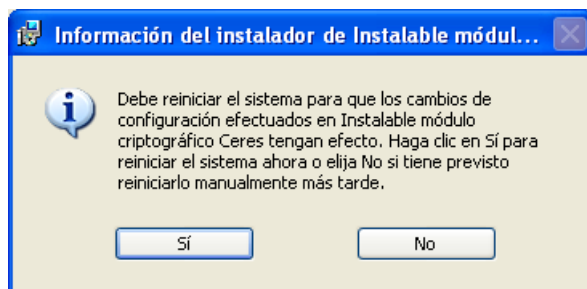 Información del instalador de Instalable módul...
Debe reiniciar el sistema para que los cambios de
configuración efectuados en Instalable módulo
criptográfico Ceres tengan efecto. Haga clic en Sí para
reiniciar el sistema ahora o elija No si tiene previsto
reiniciarlo manualmente más tarde.
Sí
No